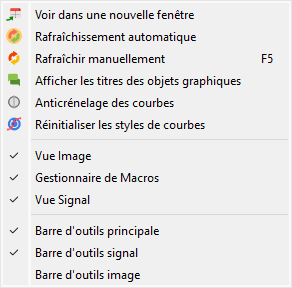 Voir dans une nouvelle fenêtre
Rafraîchissement automatique
Rafraîchir manuellement F5
Afficher les titres des objets graphiques
Anticrénelage des courbes
Réinitialiser les styles de courbes
Vue Image
Gestionnaire de Macros
Vue Signal
Barre d'outils principale
Barre d'outils signal
Barre d'outils image